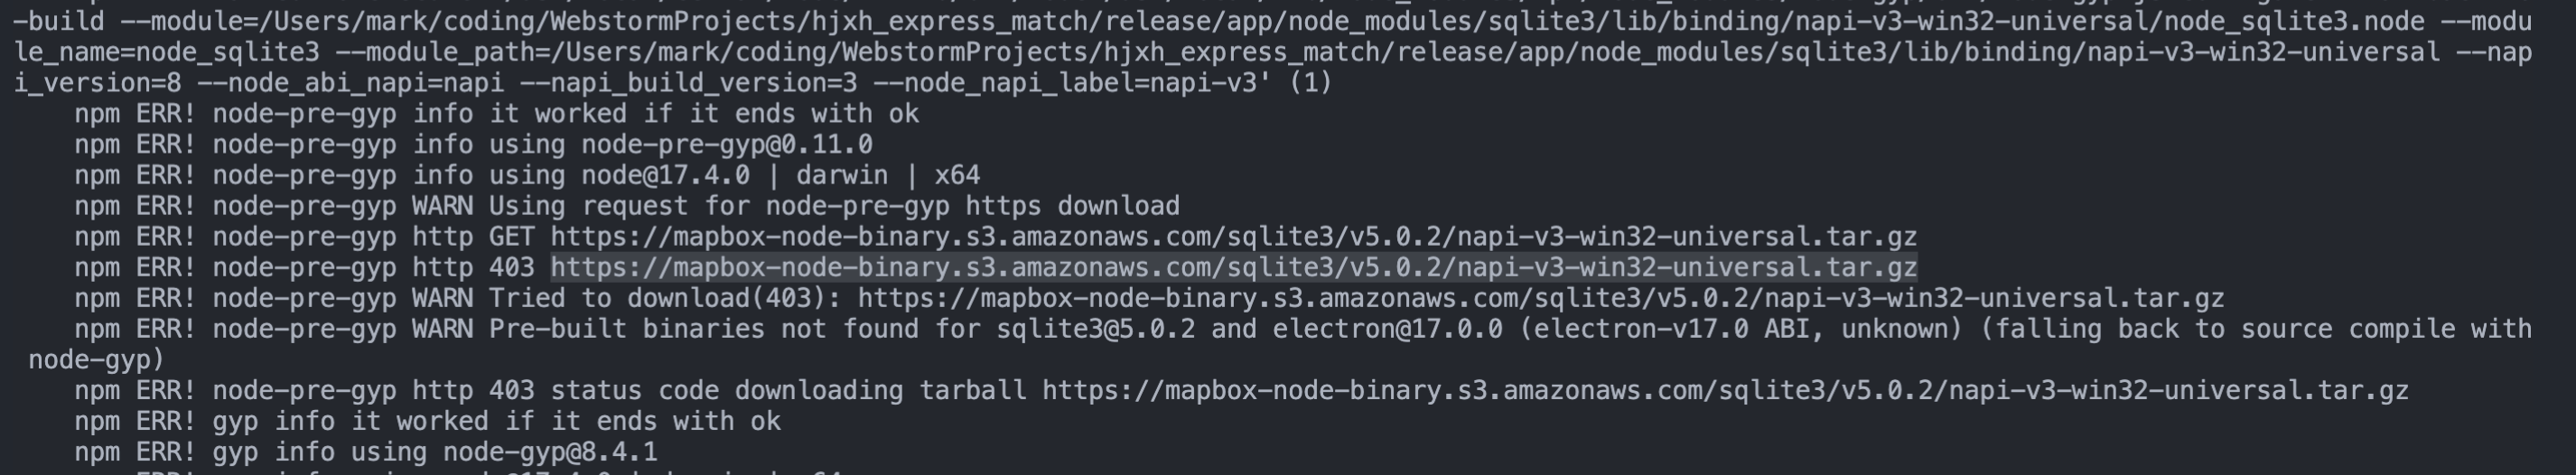 -build --module=/Users/mark/coding/WebstormProjects/hjxh_express_match/release/app/node_modules/sqlite3/lib/binding/napi-v3-win32-universal/node_sqlite3.node --modu
le_name=node_sqlite3 --module_path=/Users/mark/coding/WebstormProjects/hjxh_express_match/release/app/node_modules/sqlite3/lib/binding/napi-v3-win32-universal --nap
i_version=8 --node_abi_napi=napi --napi_build_version=3 --node_napi_label=napi-v3' (1)
npm ERR! node-pre-gyp info it worked if it ends with ok
npm ERR! node-pre-gyp info using node-pre-gyp@0.11.0
npm ERR! node-pre-gyp info using node@17.4.0 | darwin | x64
npm ERR! node-pre-gyp WARN Using request for node-pre-gyp https download
npm ERR! node-pre-gyp http GET https://mapbox-node-binary.s3.amazonaws.com/sqlite3/v5.0.2/napi-v3-win32-universal.tar.gz
npm ERR! node-pre-gyp http 403 https://mapbox-node-binary.s3.amazonaws.com/sqlite3/v5.0.2/napi-v3-win32-universal.tar.gz
npm ERR! node-pre-gyp WARN Tried to download(403): https://mapbox-node-binary.s3.amazonaws.com/sqlite3/v5.0.2/napi-v3-win32-universal.tar.gz
npm ERR! node-pre-gyp WARN Pre-built binaries not found for sqlite3@5.0.2 and electron@17.0.0 (electron-v17.0 ABI, unknown) (falling back to source compile with
node-gyp)
npm ERR! node-pre-gyp http 403 status code downloading tarball https://mapbox-node-binary.s3.amazonaws.com/sqlite3/v5.0.2/napi-v3-win32-universal.tar.gz
npm ERR! gyp info it worked if it ends with ok
npm ERR! gyp info using node-gyp@8.4.1